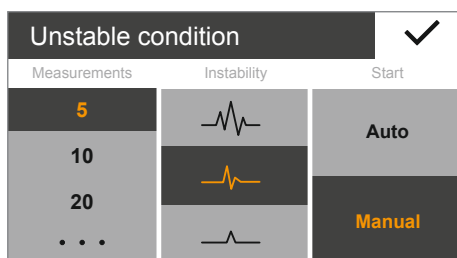 Unstable condition
Measurements Instability Start
5
10
20
. . .
Auto
Manual